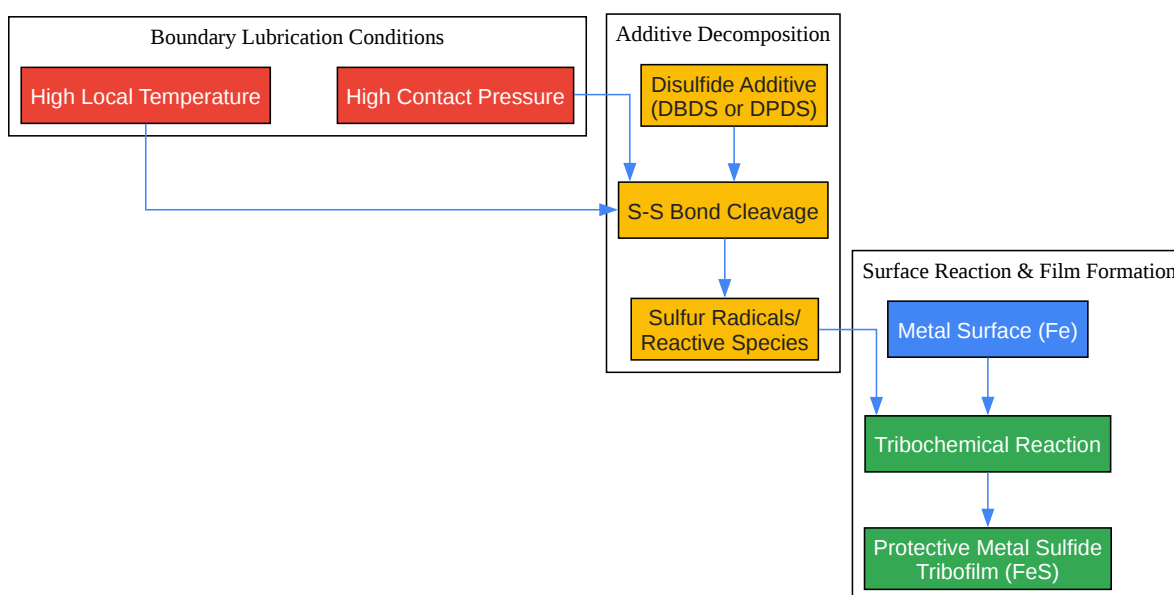 Boundary Lubrication Conditions
High Local Temperature
High Contact Pressure
Additive Decomposition
Disulfide Additive
(DBDS or DPDS)
S-S Bond Cleavage
Sulfur Radicals/
Reactive Species
Surface Reaction & Film Formation
Metal Surface (Fe)
Tribochemical Reaction
Protective Metal Sulfide
Tribofilm (FeS)